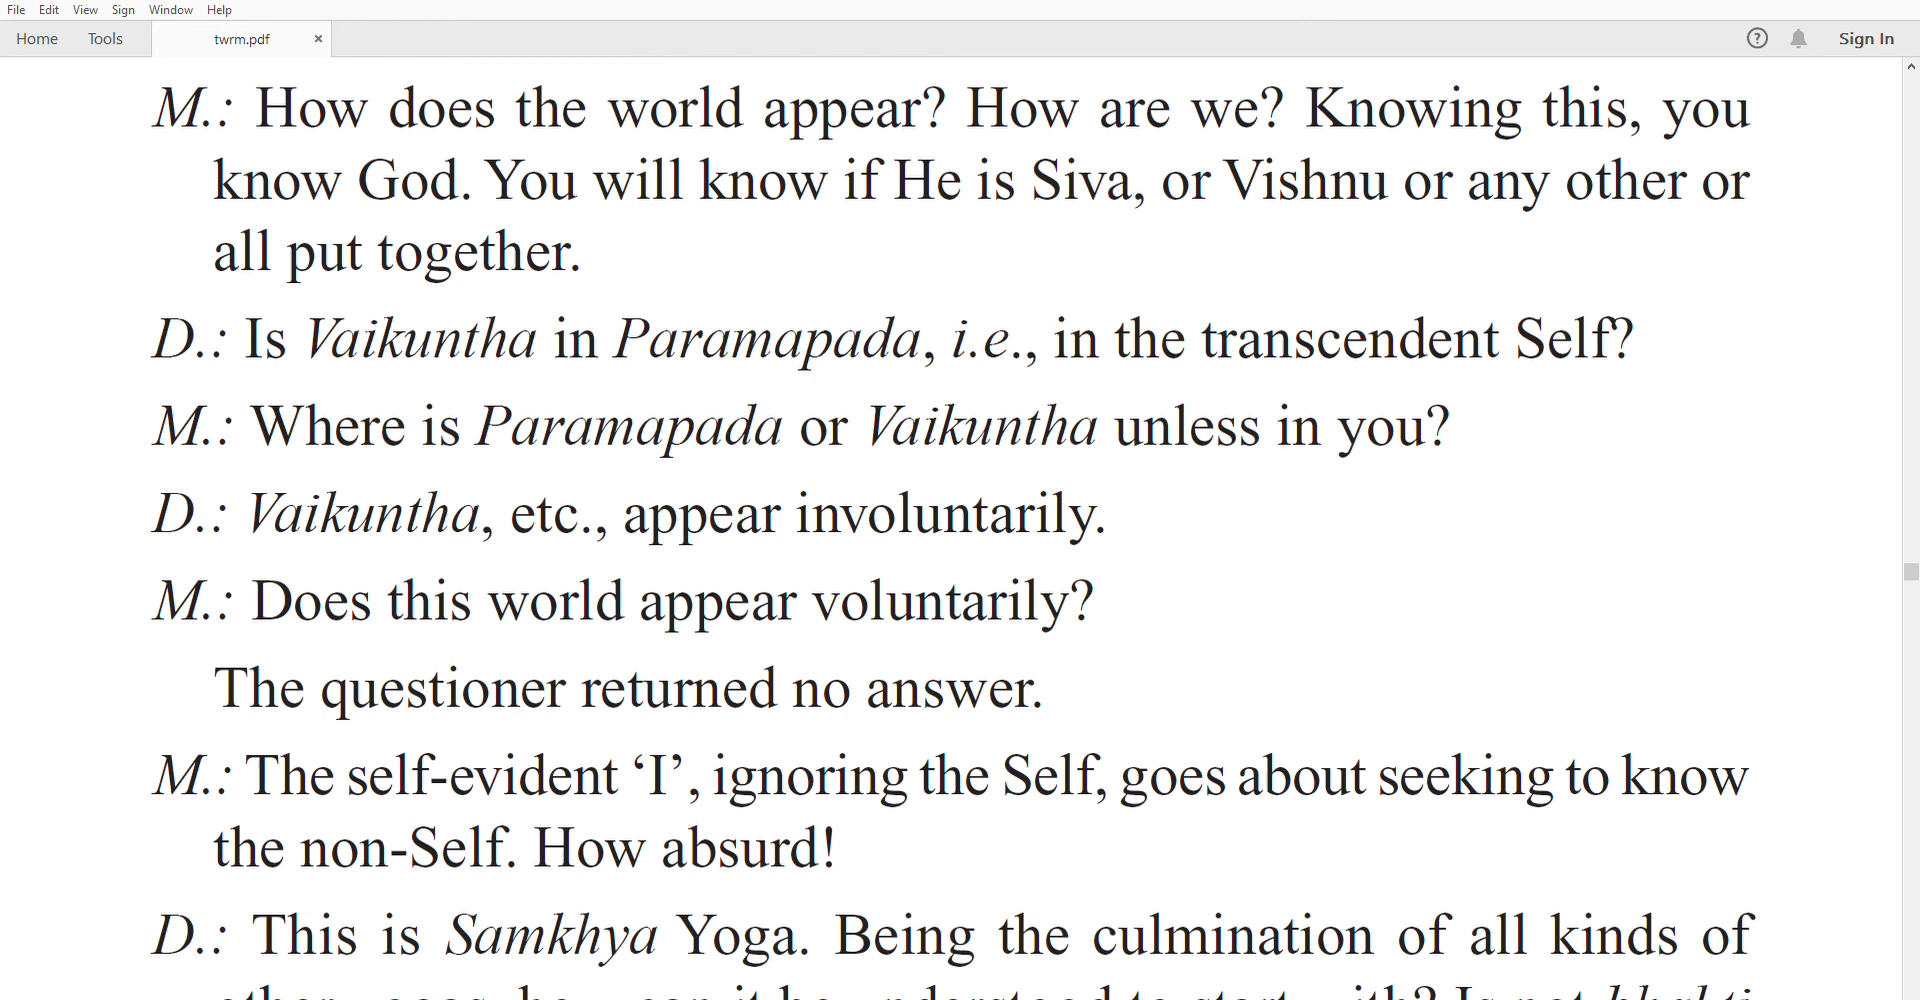 File Edit View Sign Window Help
Home Tools twrm.pdf × ? Sign In
M.: How does the world appear? How are we? Knowing this, you
know God. You will know if He is Siva, or Vishnu or any other or
all put together.
D.: Is Vaikuntha in Paramapada, i.e., in the transcendent Self?
M.: Where is Paramapada or Vaikuntha unless in you?
D.: Vaikuntha, etc., appear involuntarily.
M.: Does this world appear voluntarily?
The questioner returned no answer.
M.: The self-evident ‘I’, ignoring the Self, goes about seeking to know
the non-Self. How absurd!
D.: This is Samkhya Yoga. Being the culmination of all kinds of